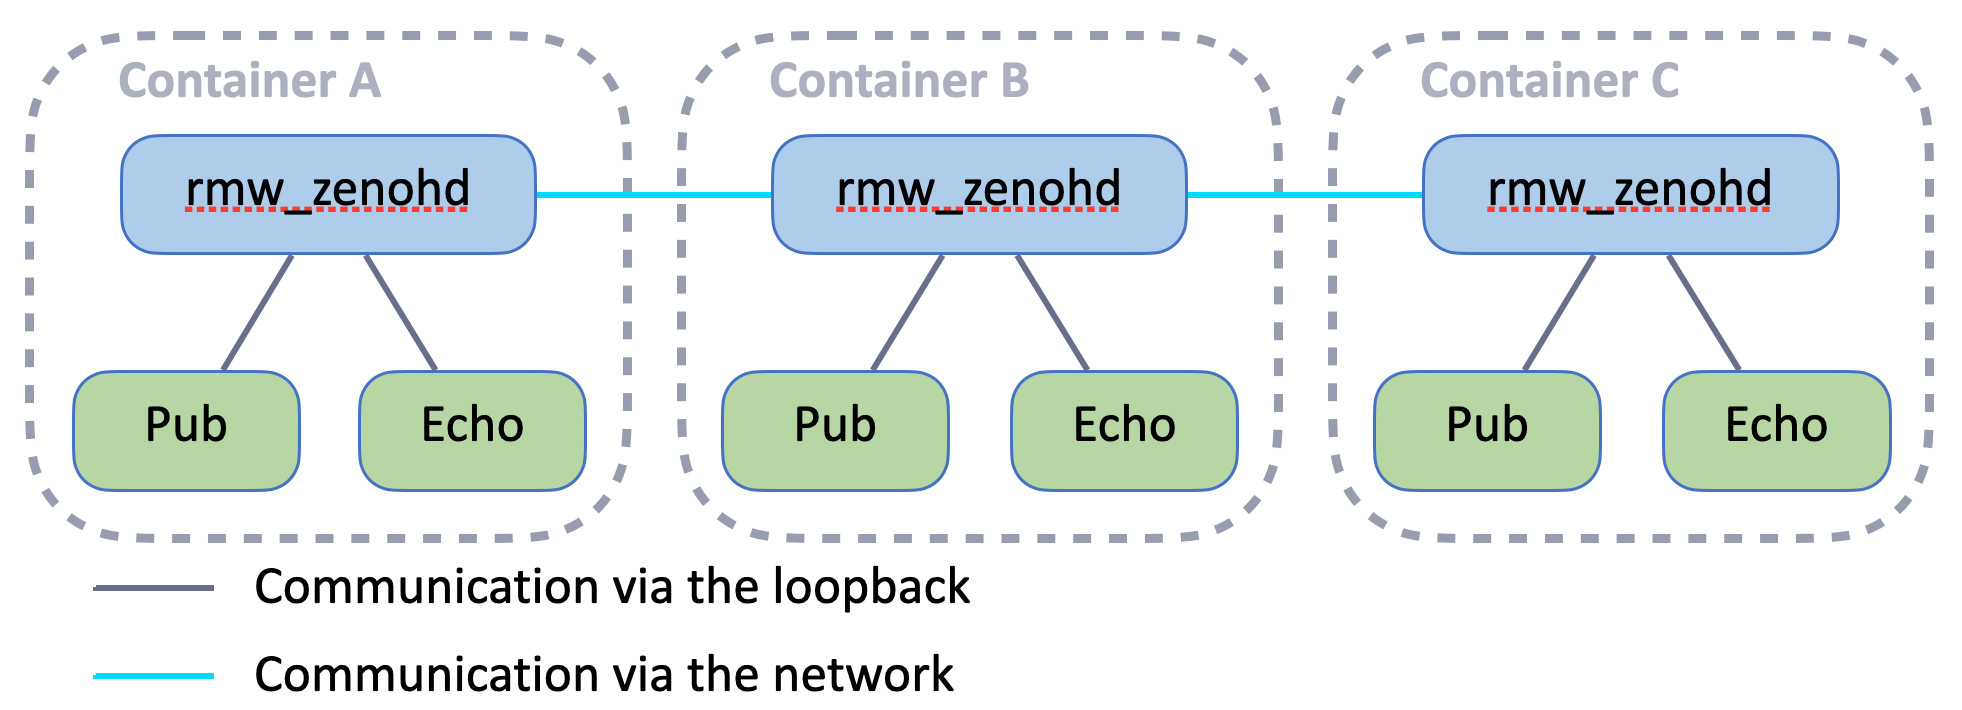 Container A
Container B
Container C
rmw_zenohd
rmw_zenohd
rmw_zenohd
Pub
Echo
Pub
Echo
Pub
Echo
Communication via the loopback
Communication via the network